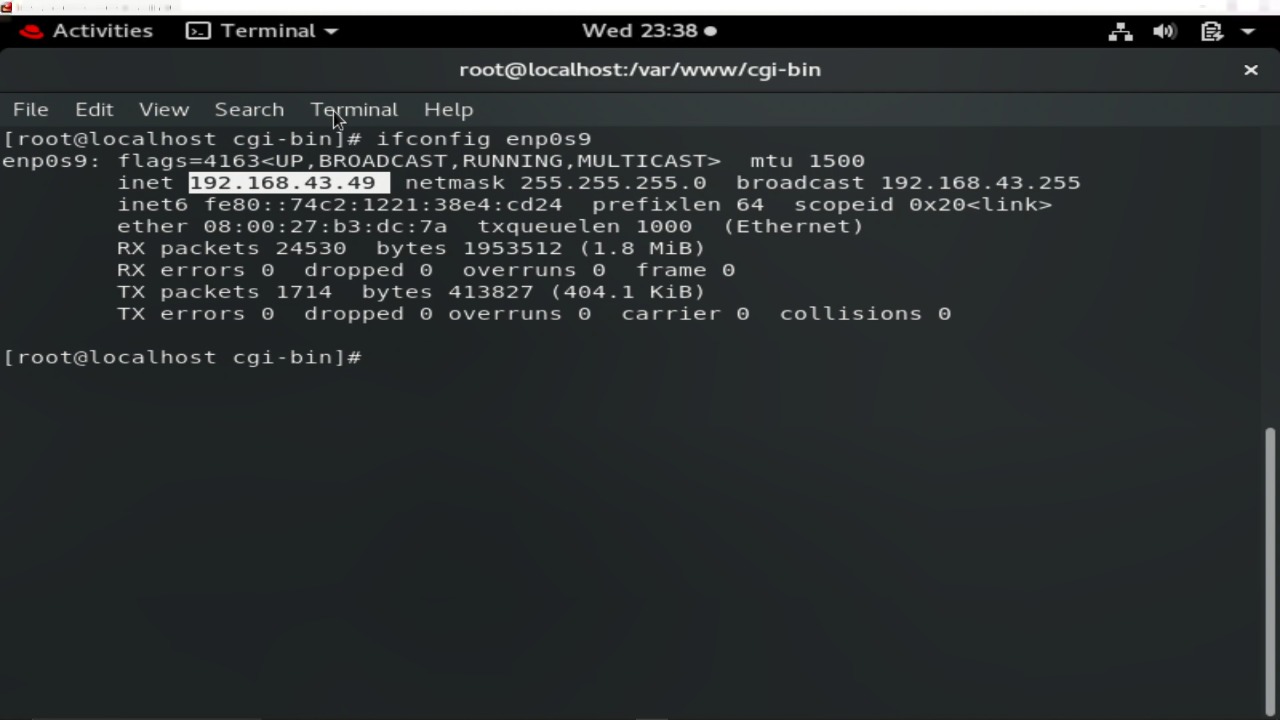 Activities Terminal Wed 23:38
root@localhost:/var/www/cgi-bin
File Edit View Search Terminal Help
[root@localhost cgi-bin]# ifconfig enp0s9
enp0s9: flags=4163<UP,BROADCAST,RUNNING,MULTICAST>  mtu 1500
        inet 192.168.43.49  netmask 255.255.255.0  broadcast 192.168.43.255
        inet6 fe80::74c2:1221:38e4:cd24  prefixlen 64  scopeid 0x20<link>
        ether 08:00:27:b3:dc:7a  txqueuelen 1000  (Ethernet)
        RX packets 24530  bytes 1953512 (1.8 MiB)
        RX errors 0  dropped 0  overruns 0  frame 0
        TX packets 1714  bytes 413827 (404.1 KiB)
        TX errors 0  dropped 0 overruns 0  carrier 0  collisions 0
[root@localhost cgi-bin]#